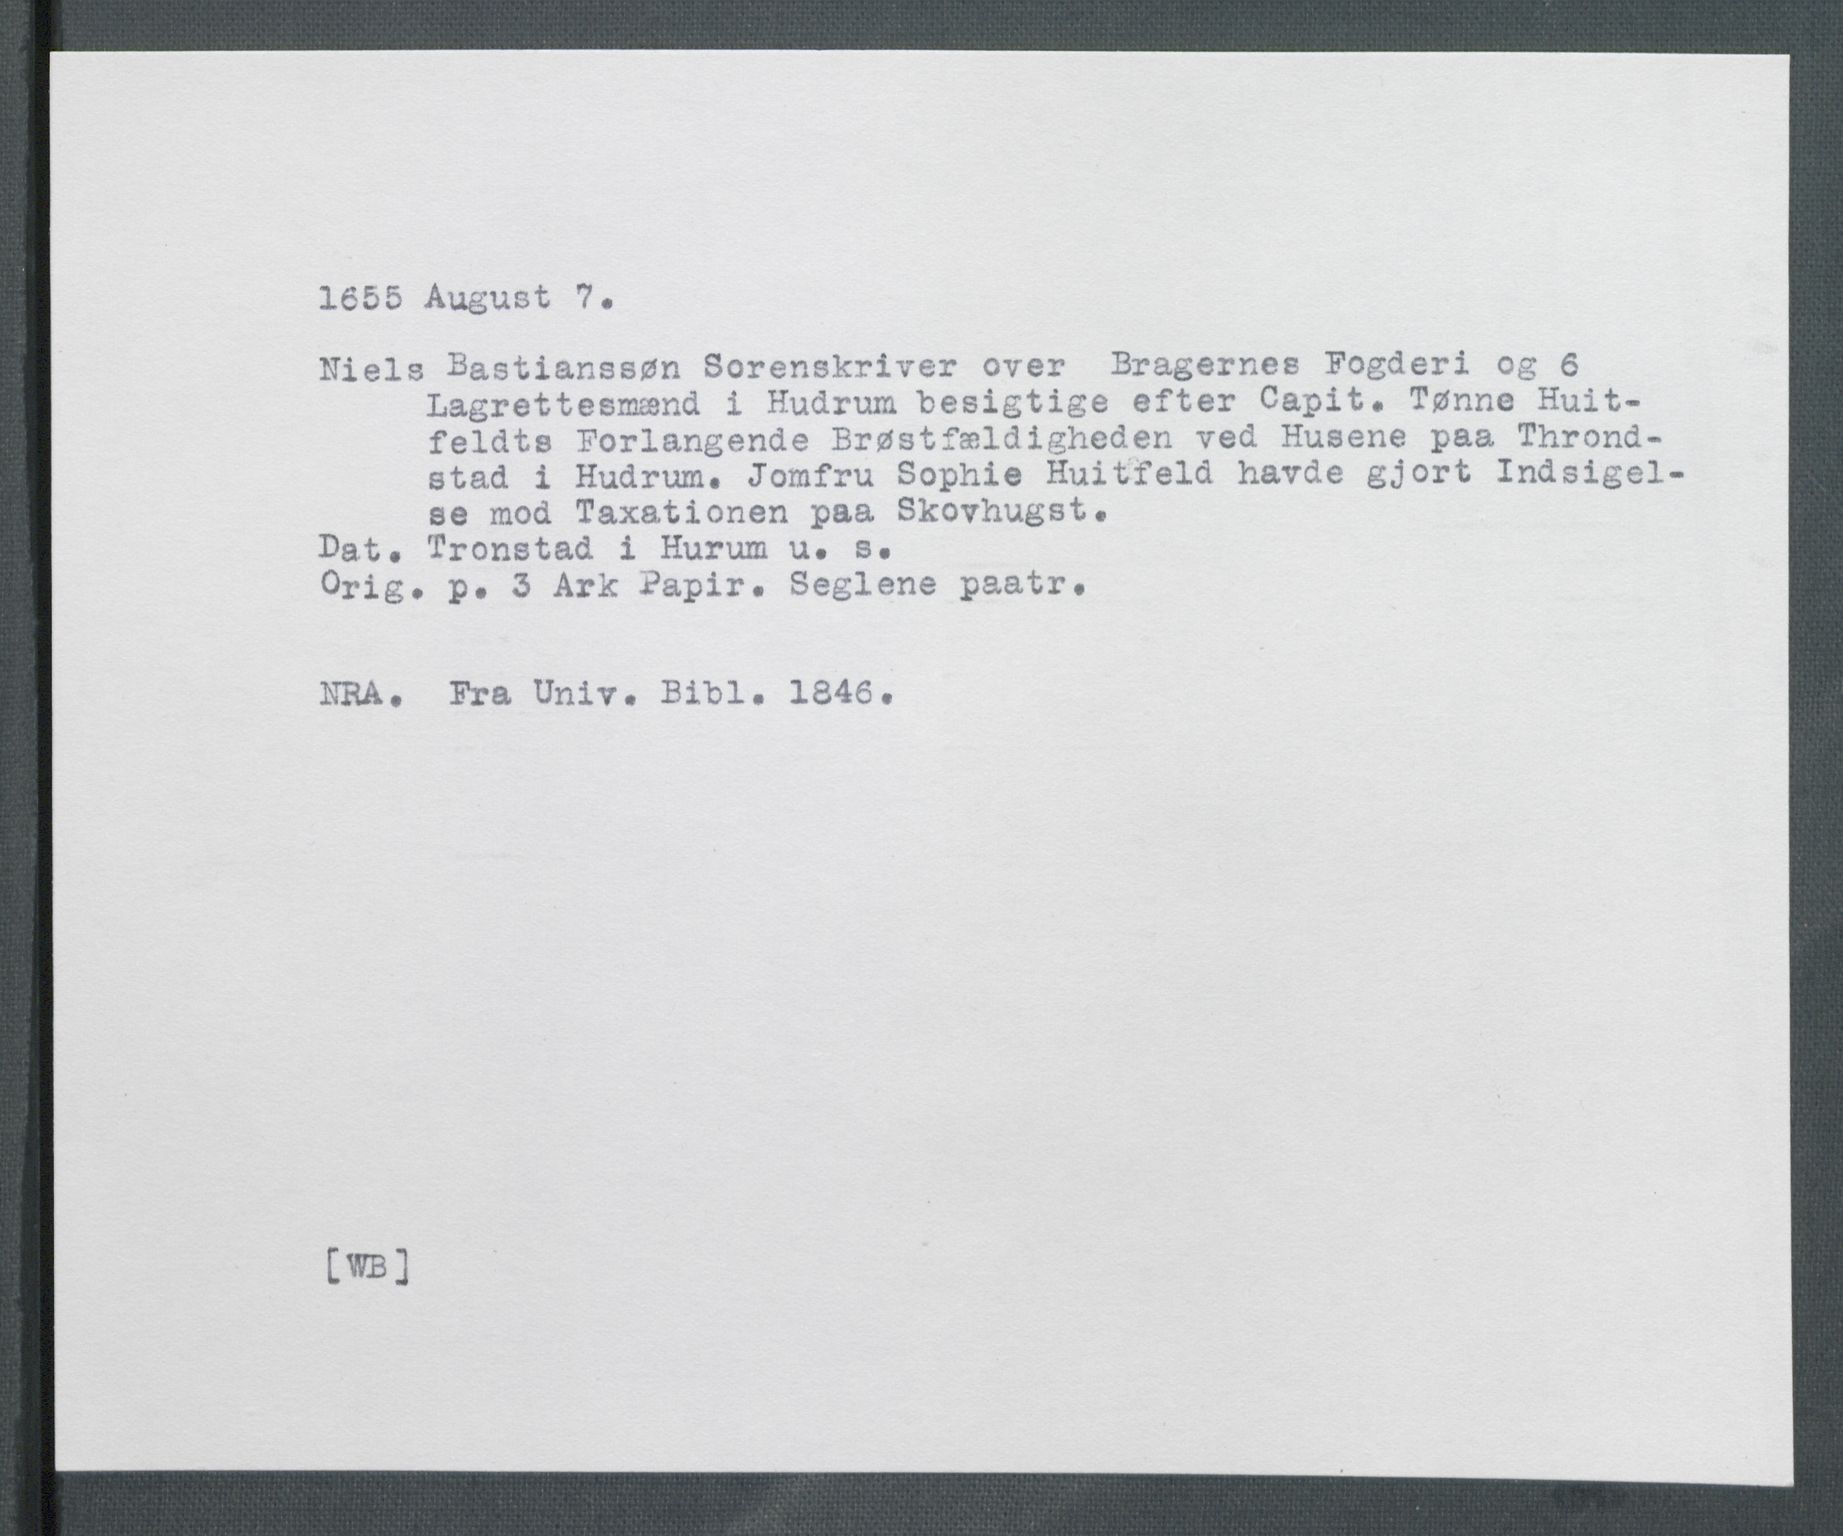 1655 August 7.
Niels Bastianssøn Sorenskriver over Bragernes Fogderi og 6
Lagrettesmænd i Hudrum besigtige efter Capit. Tønne Huit-
feldts Forlangende Brøstfældigheden ved Husene paa Thrond-
stad i Hudrum. Jomfru Sophie Huitfeld havde gjort Indsigel-
se mod Taxationen paa Skovhugst.
Dat. Tronstad i Hurum u. s.
Orig. p. 3 Ark Papir. Seglene paatr.
NRA. Fra Univ. Bibl. 1846.
[WB]